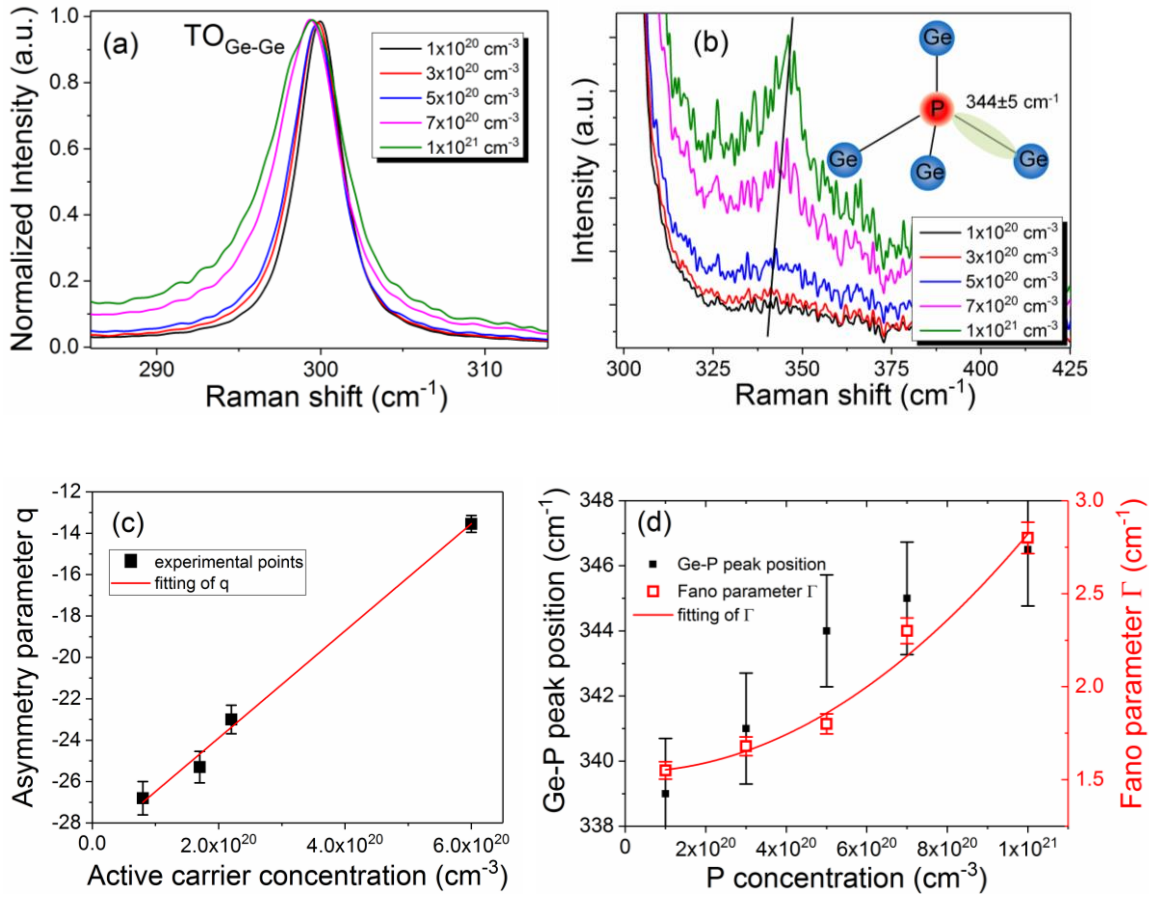 (a)
TO Ge-Ge
1x10^20 cm^-3
3x10^20 cm^-3
5x10^20 cm^-3
7x10^20 cm^-3
1x10^21 cm^-3
Normalized Intensity (a.u.)
1.0
0.8
0.6
0.4
0.2
0.0
290
300
310
Raman shift (cm^-1)
(b)
Ge
P
344±5 cm^-1
Ge
Ge
Ge
1x10^20 cm^-3
3x10^20 cm^-3
5x10^20 cm^-3
7x10^20 cm^-3
1x10^21 cm^-3
Intensity (a.u.)
300
325
350
375
400
425
Raman shift (cm^-1)
(c)
experimental points
fitting of q
Asymmetry parameter q
-12
-14
-16
-18
-20
-22
-24
-26
-28
0.0
2.0x10^20
4.0x10^20
6.0x10^20
Active carrier concentration (cm^-3)
(d)
Ge-P peak position
Fano parameter Γ
fitting of Γ
Ge-P peak position (cm^-1)
348
346
344
342
340
338
0
2x10^20
4x10^20
6x10^20
8x10^20
1x10^21
P concentration (cm^-3)
3.0
2.5
2.0
1.5
Fano parameter Γ (cm^-1)